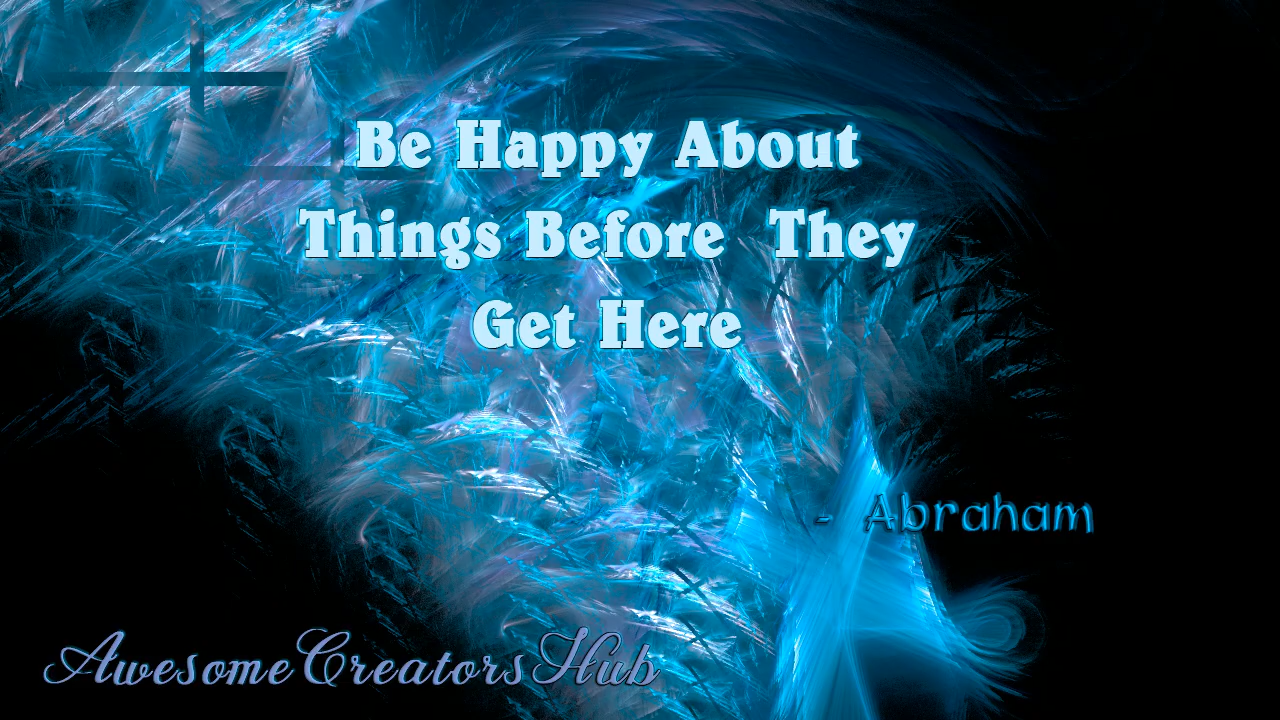 Be Happy About
Things Before They
Get Here
- Abraham
AwesomeCreatorsHub